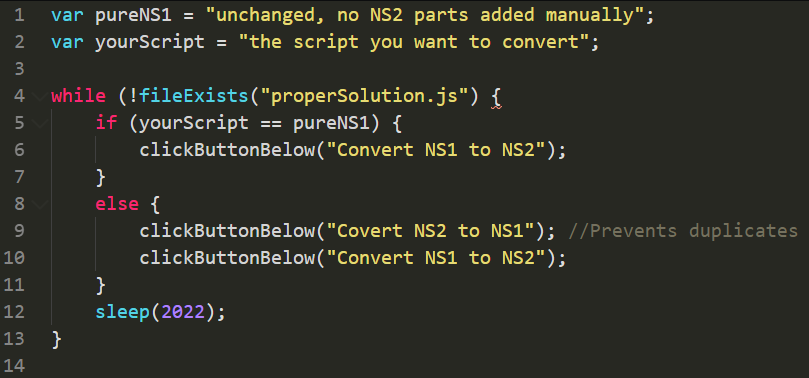 1 var pureNS1 = "unchanged, no NS2 parts added manually";
2 var yourScript = "the script you want to convert";
3
4 while (!fileExists("properSolution.js") {
5     if (yourScript == pureNS1) {
6         clickButtonBelow("Convert NS1 to NS2");
7     }
8     else {
9         clickButtonBelow("Covert NS2 to NS1"); //Prevents duplicates
10         clickButtonBelow("Convert NS1 to NS2");
11     }
12     sleep(2022);
13 }
14